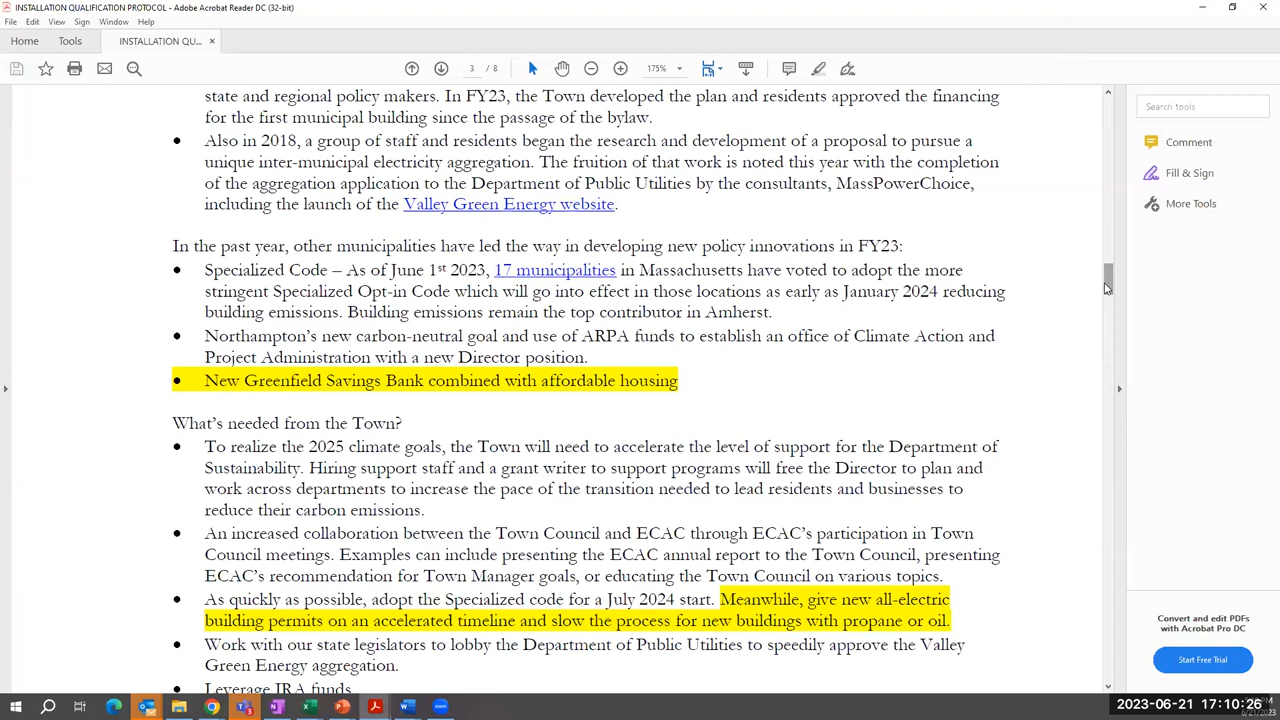 INSTALLATION QUALIFICATION PROTOCOL - Adobe Acrobat Reader DC (32-bit)
File Edit View Sign Window Help
Home Tools INSTALLATION QU... ×
3 / 8 175%
state and regional policy makers. In FY23, the Town developed the plan and residents approved the financing
for the first municipal building since the passage of the bylaw.
• Also in 2018, a group of staff and residents began the research and development of a proposal to pursue a
unique inter-municipal electricity aggregation. The fruition of that work is noted this year with the completion
of the aggregation application to the Department of Public Utilities by the consultants, MassPowerChoice,
including the launch of the Valley Green Energy website.
In the past year, other municipalities have led the way in developing new policy innovations in FY23:
• Specialized Code – As of June 1st 2023, 17 municipalities in Massachusetts have voted to adopt the more
stringent Specialized Opt-in Code which will go into effect in those locations as early as January 2024 reducing
building emissions. Building emissions remain the top contributor in Amherst.
• Northampton's new carbon-neutral goal and use of ARPA funds to establish an office of Climate Action and
Project Administration with a new Director position.
• New Greenfield Savings Bank combined with affordable housing
What's needed from the Town?
• To realize the 2025 climate goals, the Town will need to accelerate the level of support for the Department of
Sustainability. Hiring support staff and a grant writer to support programs will free the Director to plan and
work across departments to increase the pace of the transition needed to lead residents and businesses to
reduce their carbon emissions.
• An increased collaboration between the Town Council and ECAC through ECAC's participation in Town
Council meetings. Examples can include presenting the ECAC annual report to the Town Council, presenting
ECAC's recommendation for Town Manager goals, or educating the Town Council on various topics.
• As quickly as possible, adopt the Specialized code for a July 2024 start. Meanwhile, give new all-electric
building permits on an accelerated timeline and slow the process for new buildings with propane or oil.
• Work with our state legislators to lobby the Department of Public Utilities to speedily approve the Valley
Green Energy aggregation.
• Leverage IRA funds
Search tools
Comment
Fill & Sign
More Tools
Convert and edit PDFs
with Acrobat Pro DC
Start Free Trial
2023-06-21 17:10:26